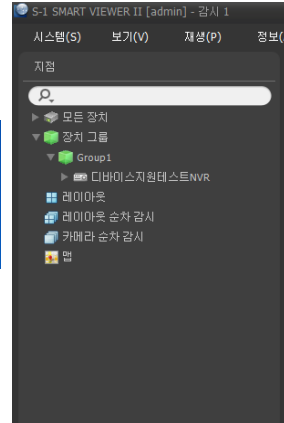 S-1 SMART VIEWER II [admin] - 감시 1
시스템(S) 보기(V) 재생(P) 정보(
지점
모든 장치
장치 그룹
Group1
디바이스지원테스트NVR
레이아웃
레이아웃 순차 감시
카메라 순차 감시
맵